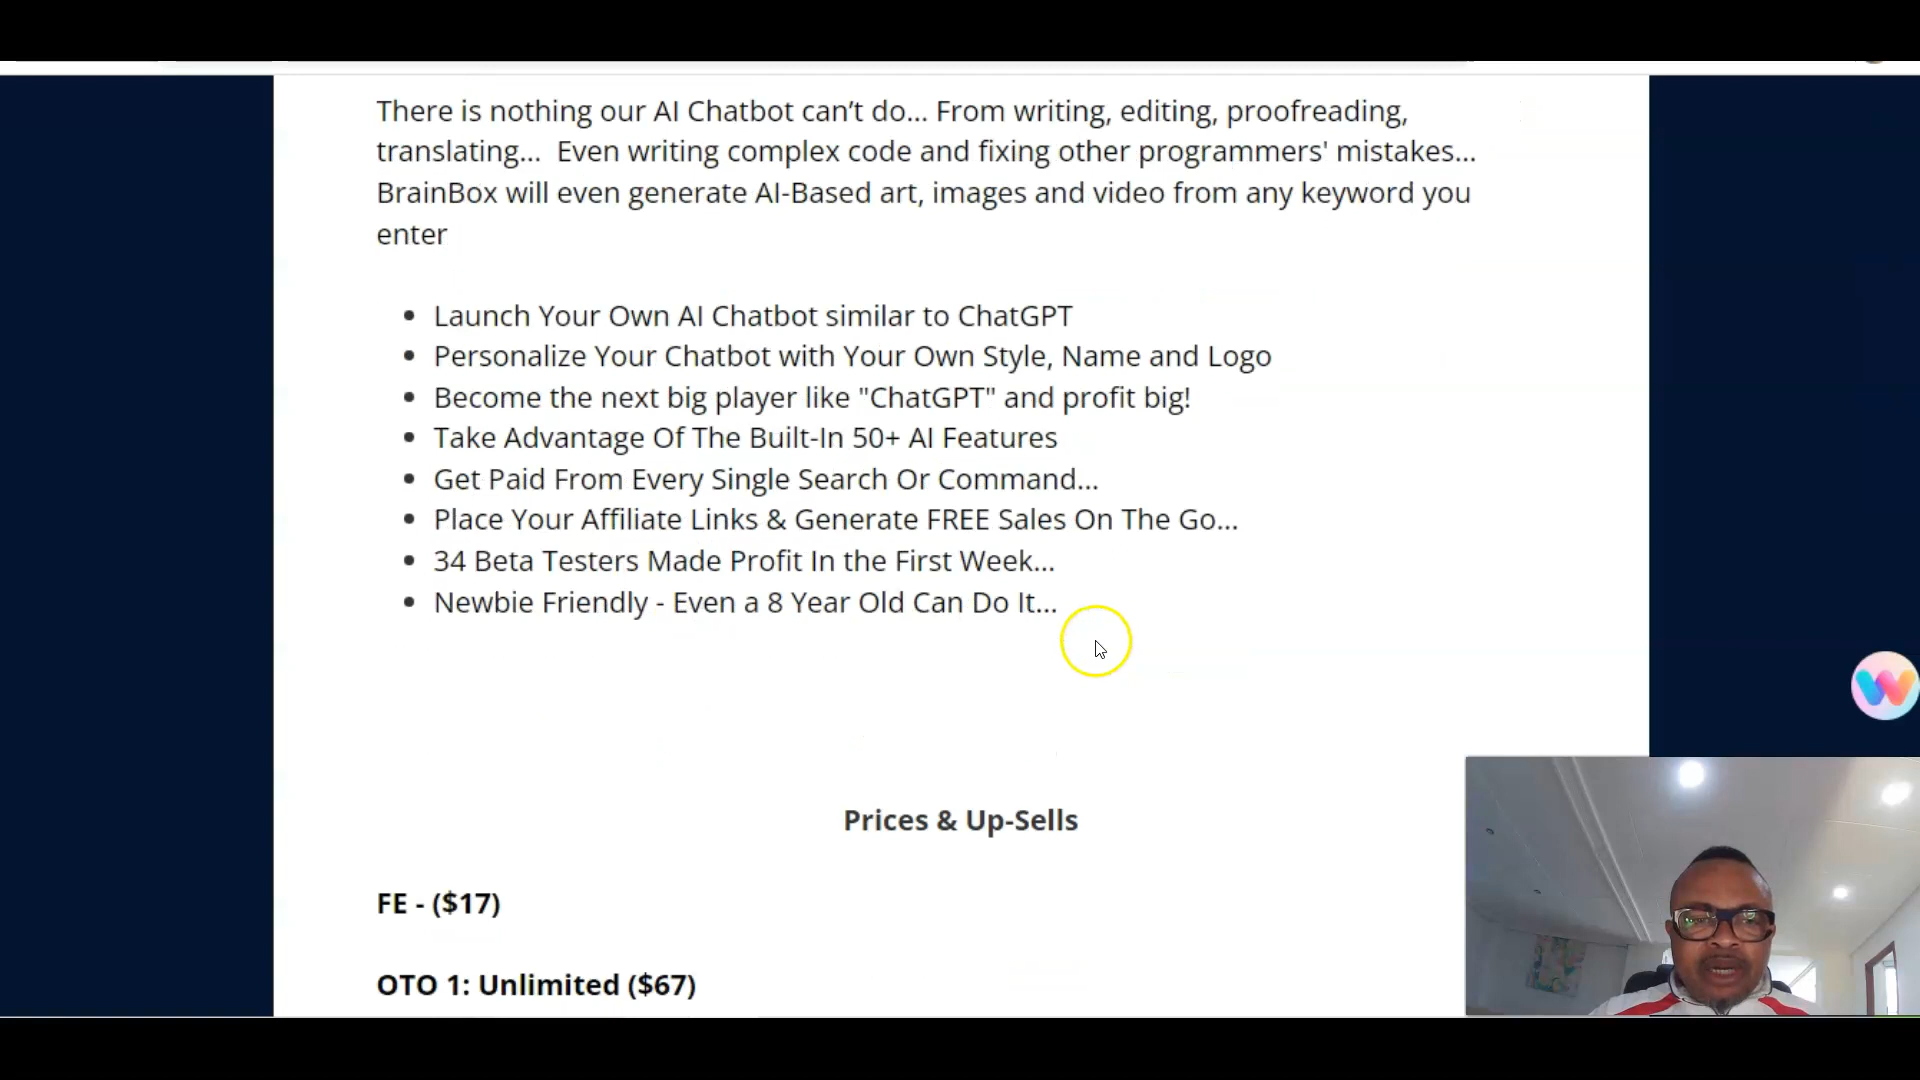 There is nothing our AI Chatbot can’t do... From writing, editing, proofreading,
translating...  Even writing complex code and fixing other programmers' mistakes...
BrainBox will even generate AI-Based art, images and video from any keyword you
enter
• Launch Your Own AI Chatbot similar to ChatGPT
• Personalize Your Chatbot with Your Own Style, Name and Logo
• Become the next big player like "ChatGPT" and profit big!
• Take Advantage Of The Built-In 50+ AI Features
• Get Paid From Every Single Search Or Command...
• Place Your Affiliate Links & Generate FREE Sales On The Go...
• 34 Beta Testers Made Profit In the First Week...
• Newbie Friendly - Even a 8 Year Old Can Do It...
Prices & Up-Sells
FE - ($17)
OTO 1: Unlimited ($67)